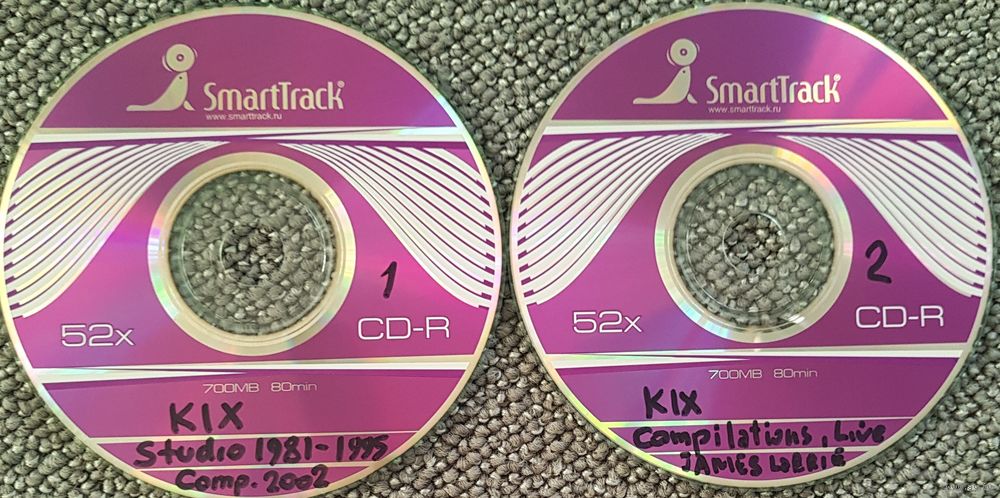 SmartTrack®
www.smarttrack.ru
1
52x
CD-R
700MB 80min
KIX
Studio 1981-1995
Comp. 2002
SmartTrack®
www.smarttrack.ru
2
52x
CD-R
700MB 80min
KIX
Compilations, Live
JAMES LORRIE